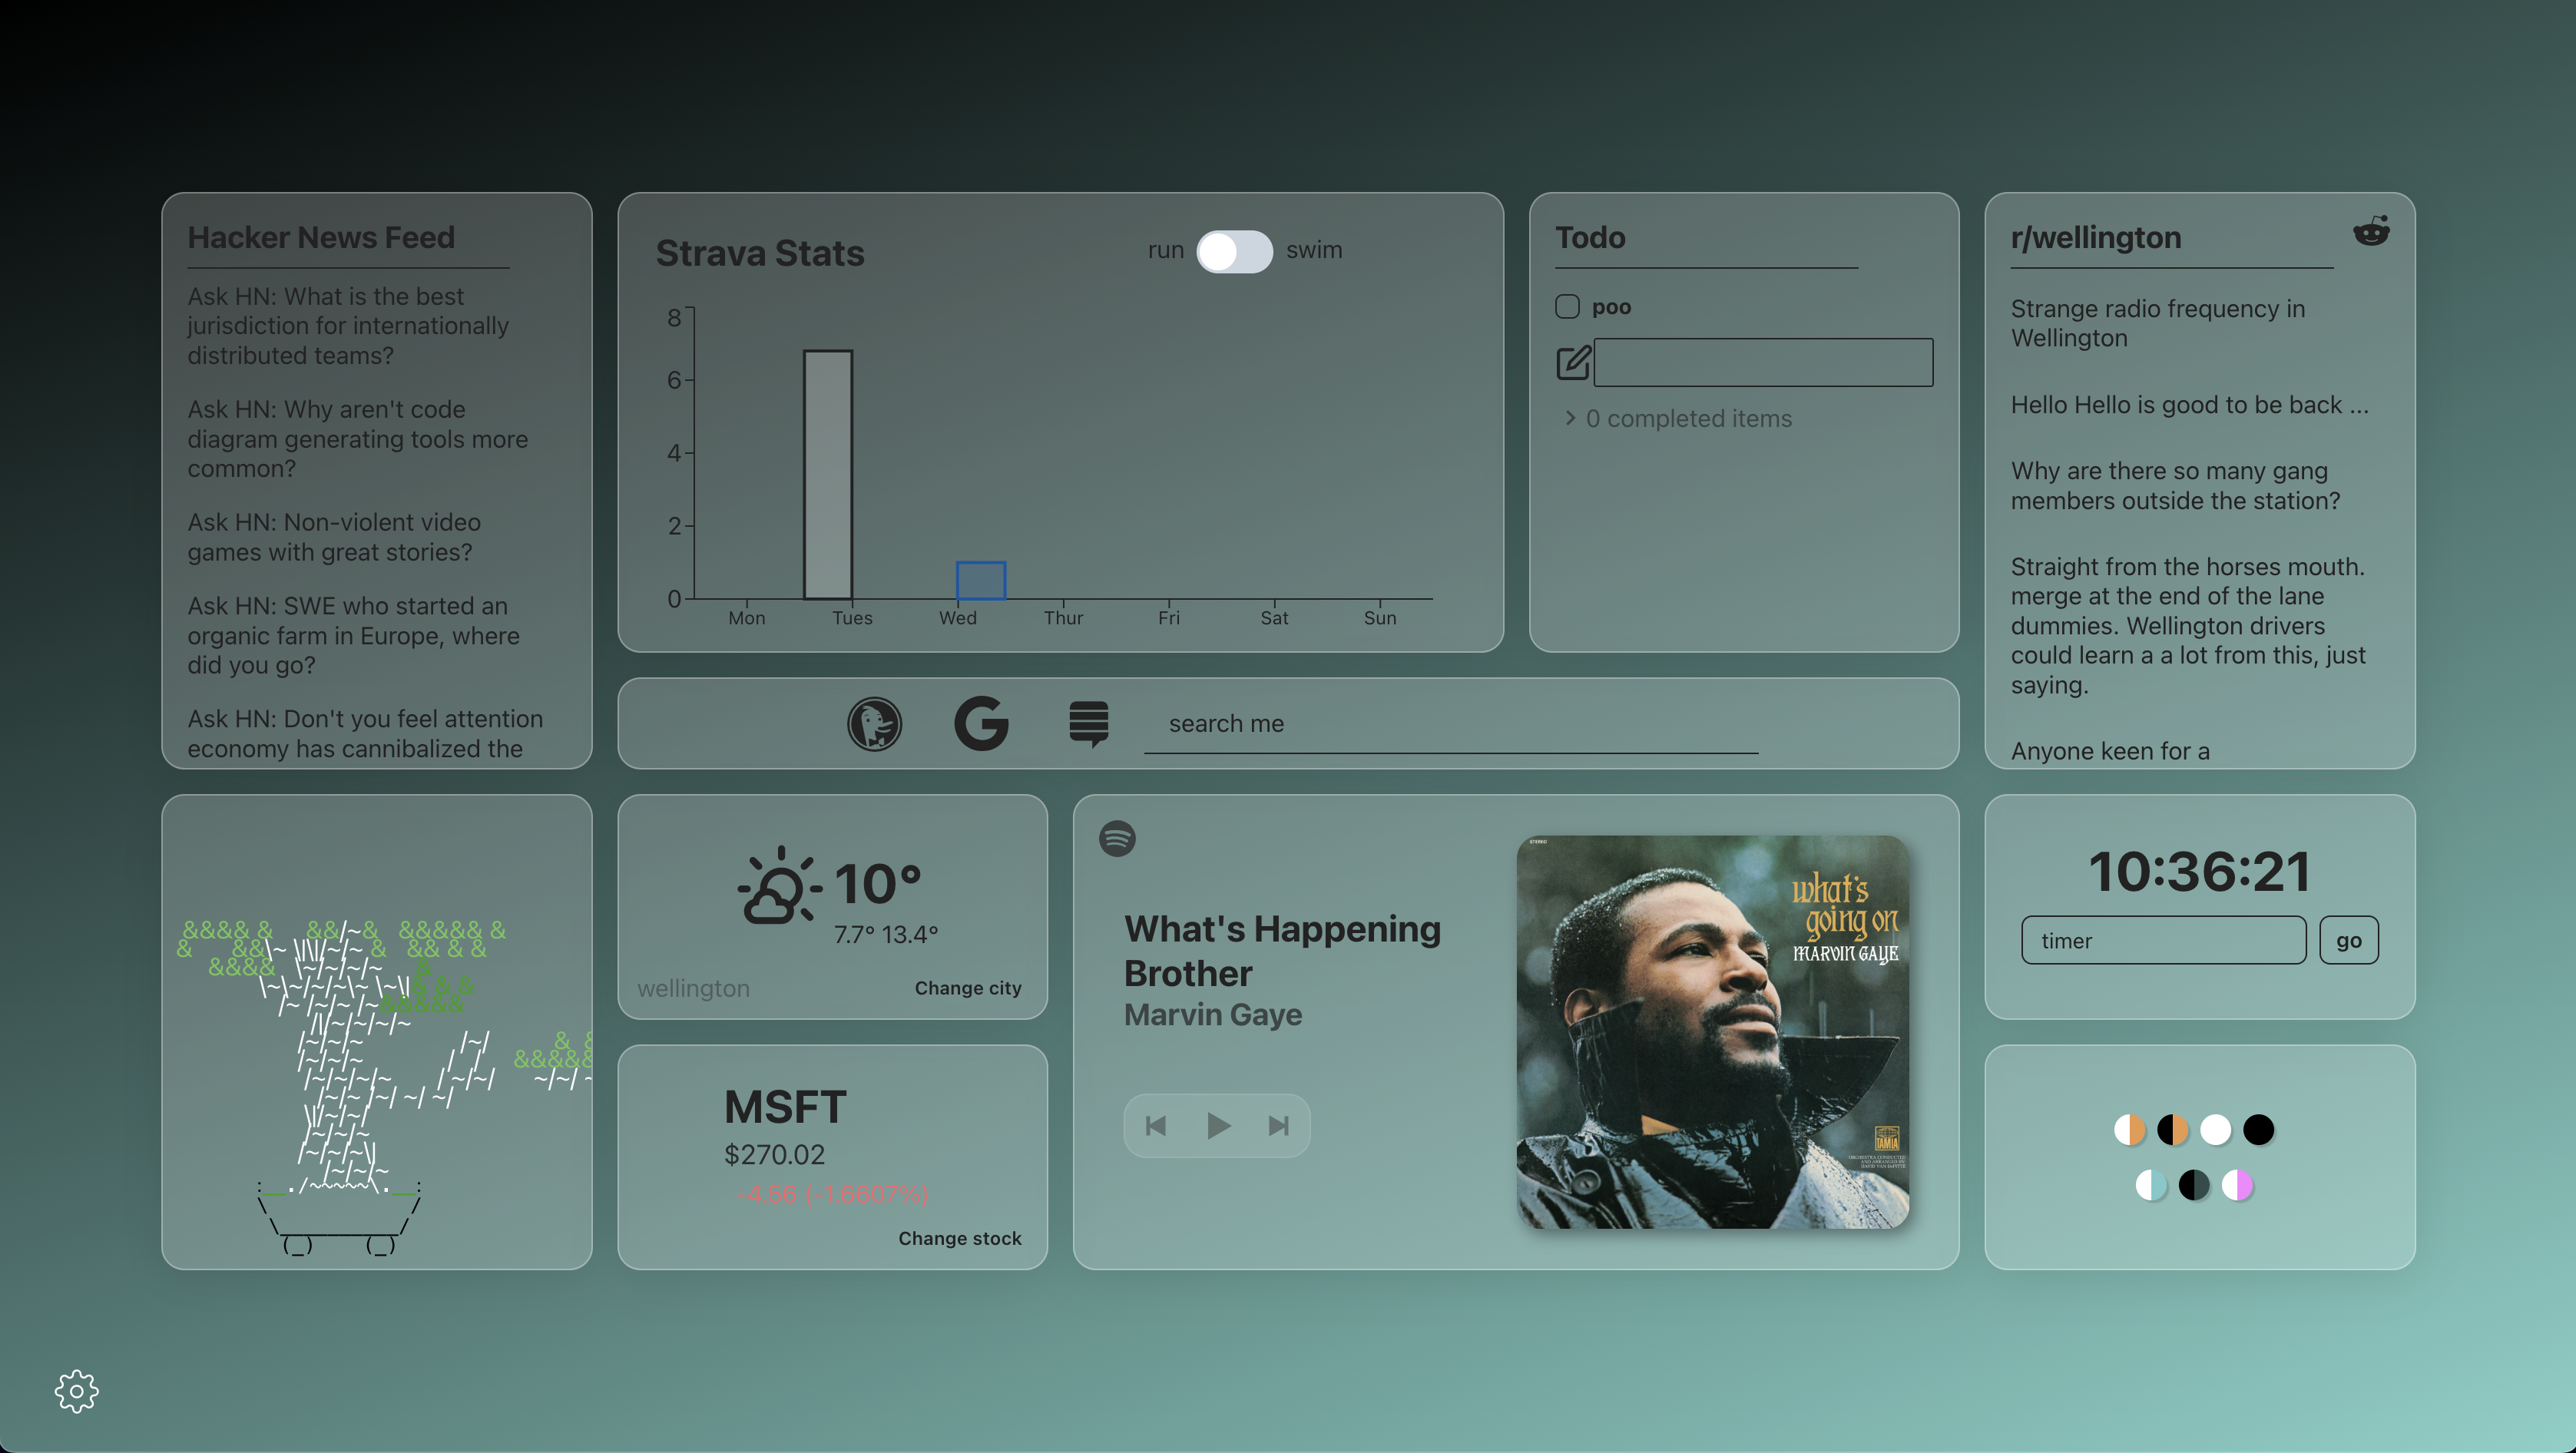 Hacker News Feed
Ask HN: What is the best
jurisdiction for internationally
distributed teams?
Ask HN: Why aren't code
diagram generating tools more
common?
Ask HN: Non-violent video
games with great stories?
Ask HN: SWE who started an
organic farm in Europe, where
did you go?
Ask HN: Don't you feel attention
economy has cannibalized the
Strava Stats
run
swim
8
6
4
2
0
Mon Tues Wed Thur Fri Sat Sun
Todo
poo
0 completed items
r/wellington
Strange radio frequency in
Wellington
Hello Hello is good to be back ...
Why are there so many gang
members outside the station?
Straight from the horses mouth.
merge at the end of the lane
dummies. Wellington drivers
could learn a a lot from this, just
saying.
Anyone keen for a
search me
10°
7.7° 13.4°
wellington
Change city
MSFT
$270.02
-4.56 (-1.6607%)
Change stock
What's Happening
Brother
Marvin Gaye
STEREO
what's
going on
MARVIN GAYE
TAMLA
10:36:21
timer
go